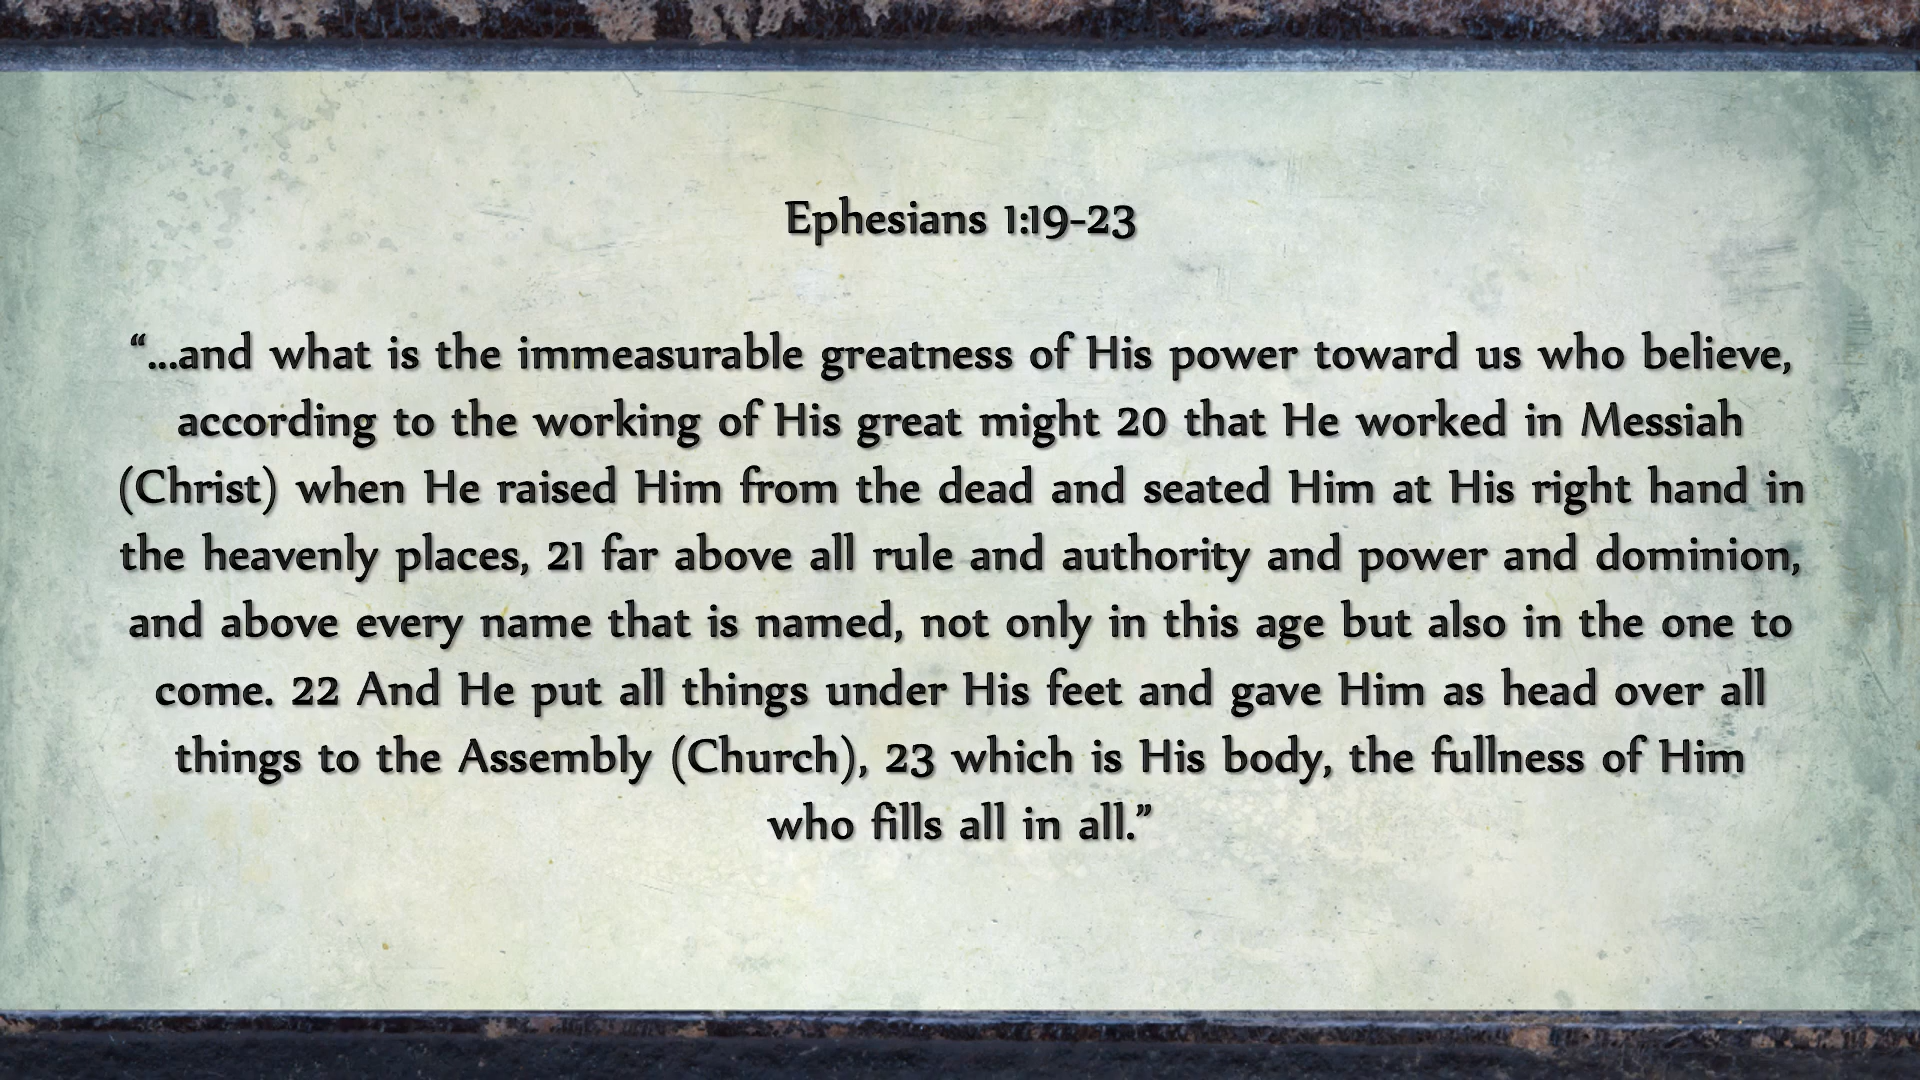 Ephesians 1:19-23
“...and what is the immeasurable greatness of His power toward us who believe,
according to the working of His great might 20 that He worked in Messiah
(Christ) when He raised Him from the dead and seated Him at His right hand in
the heavenly places, 21 far above all rule and authority and power and dominion,
and above every name that is named, not only in this age but also in the one to
come. 22 And He put all things under His feet and gave Him as head over all
things to the Assembly (Church), 23 which is His body, the fullness of Him
who fills all in all.”